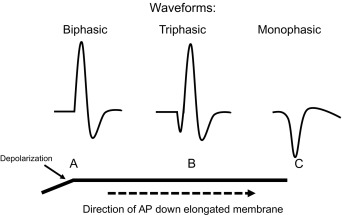 Waveforms:
Biphasic Triphasic Monophasic
Depolarization
A B C
Direction of AP down elongated membrane